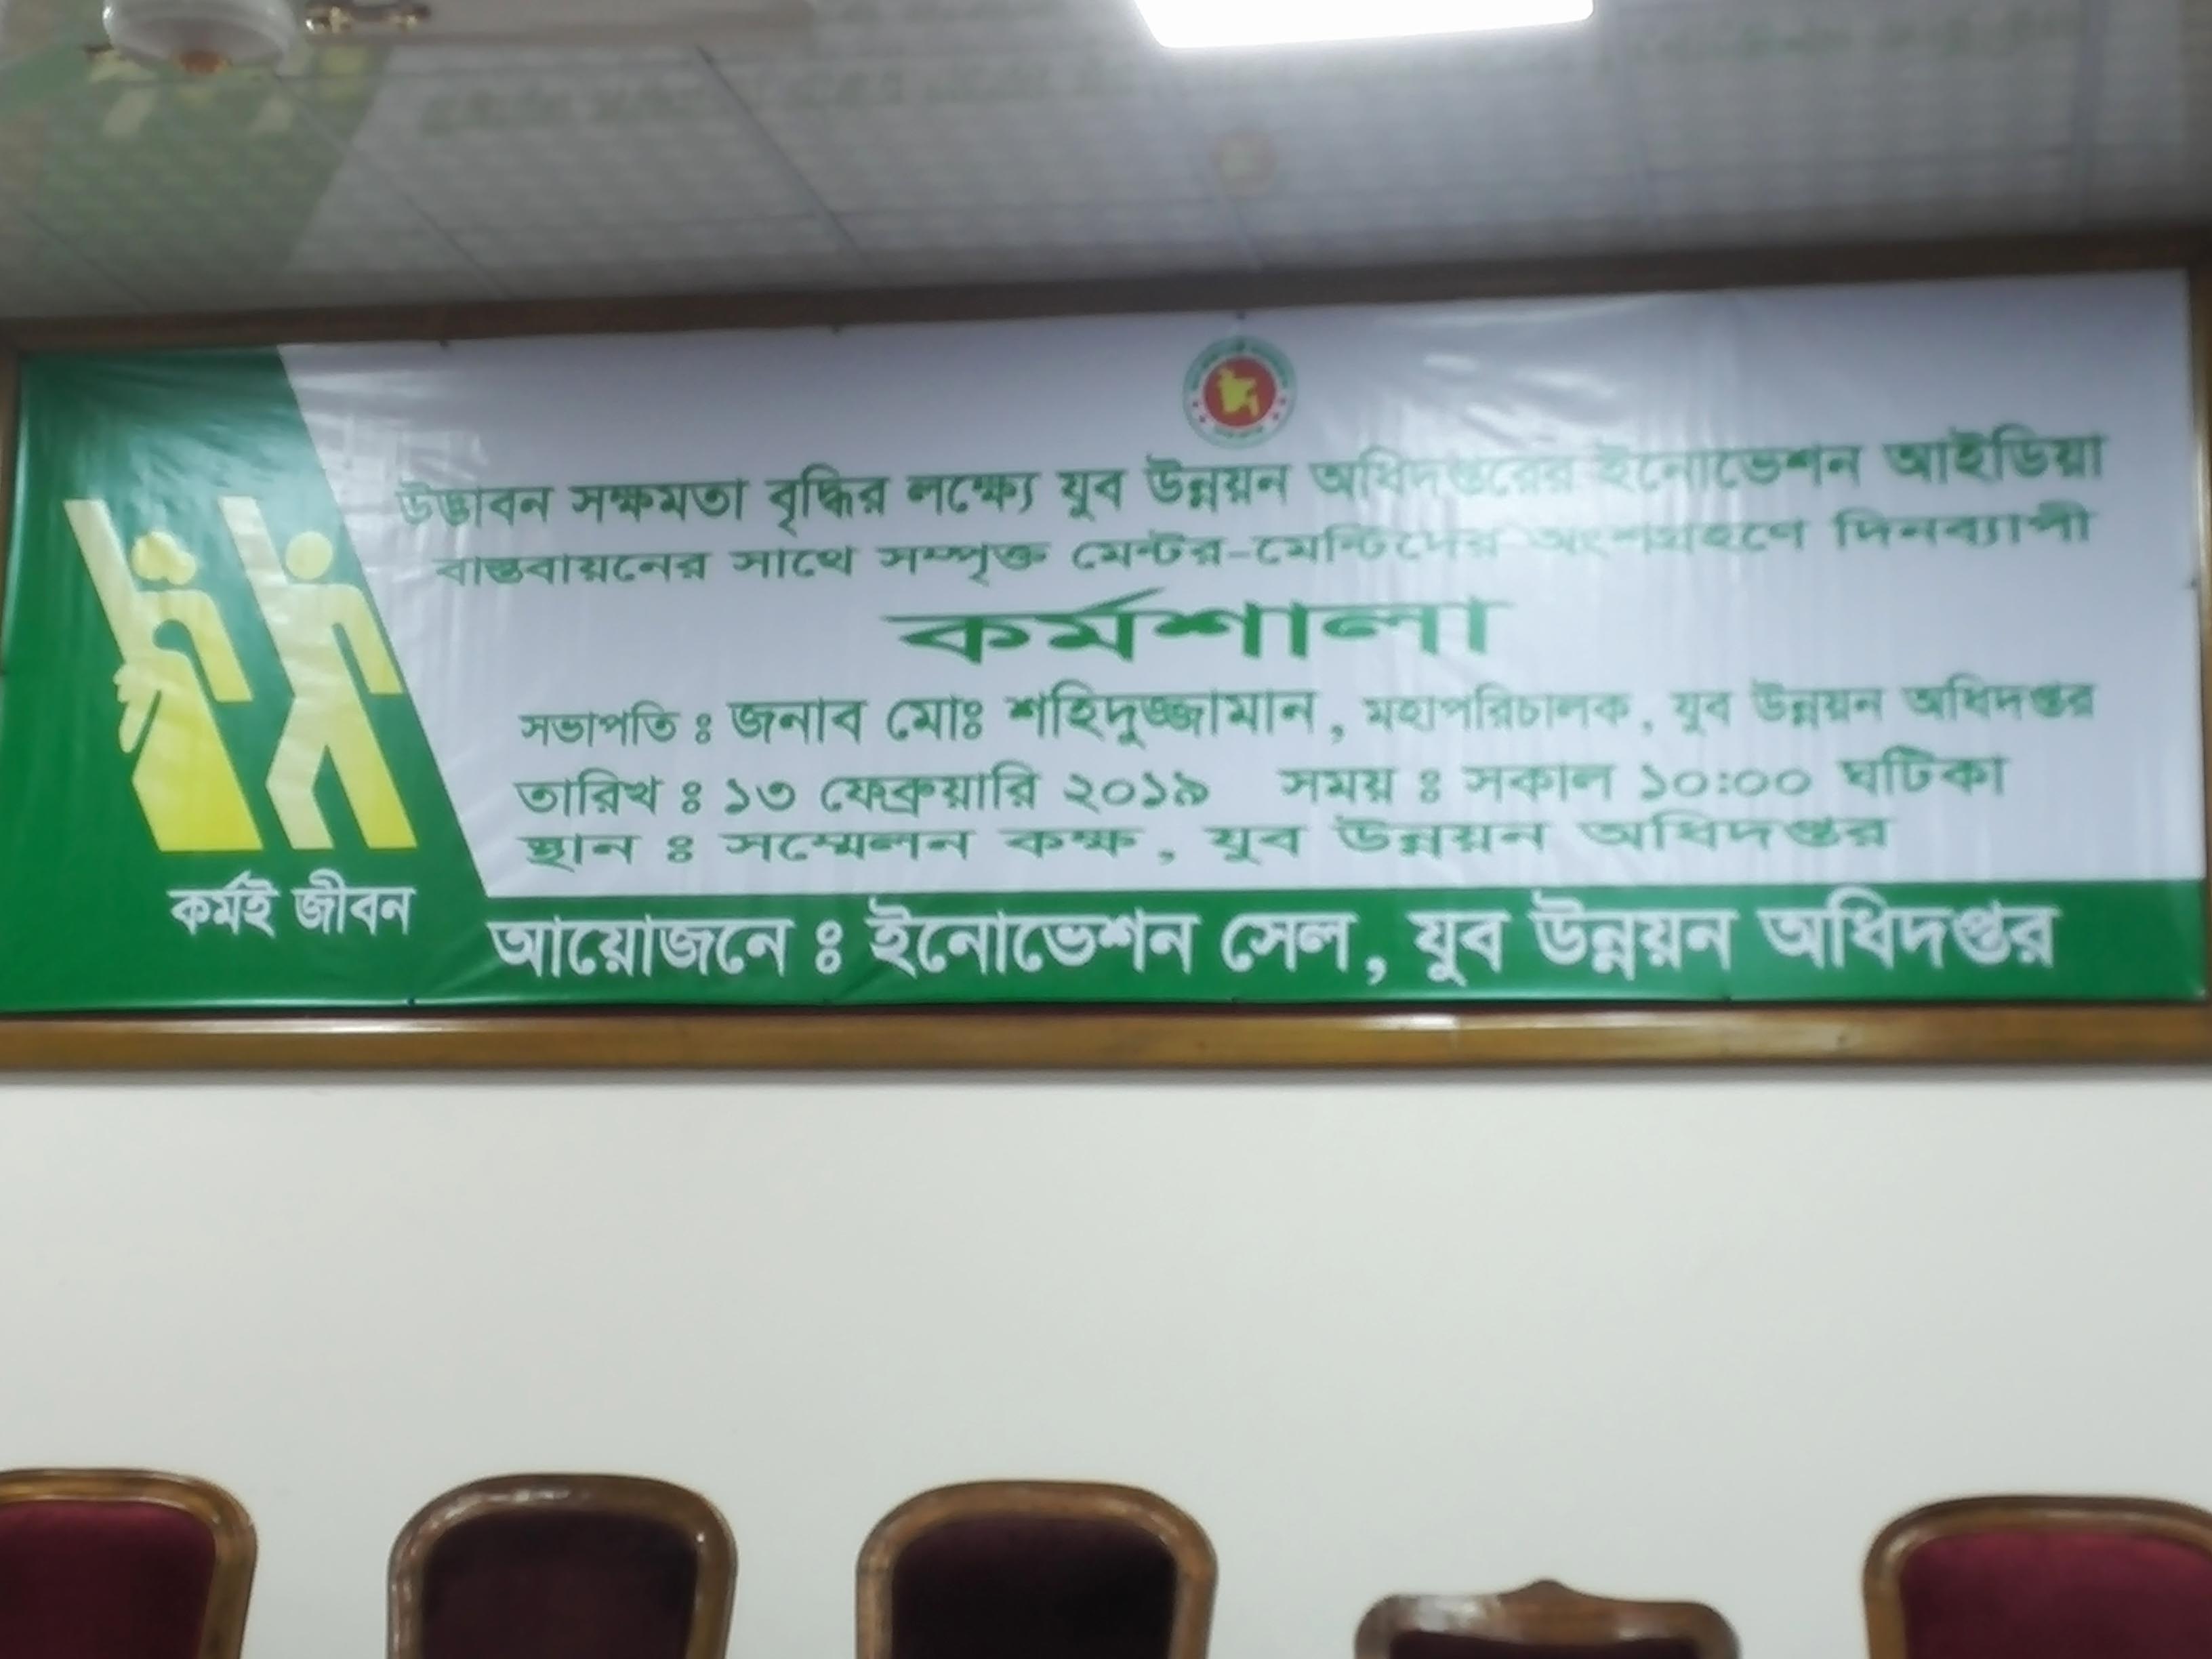 উদ্ভাবন সক্ষমতা বৃদ্ধির লক্ষ্যে যুব উন্নয়ন অধিদপ্তরের ইনোভেশন আইডিয়া
বাস্তবায়নের সাথে সম্পৃক্ত মেন্টর-মেন্টিদের অংশগ্রহণে দিনব্যাপী
কর্মশালা
সভাপতি ঃ জনাব মোঃ শহিদুজ্জামান, মহাপরিচালক, যুব উন্নয়ন অধিদপ্তর
তারিখ ঃ ১৩ ফেব্রুয়ারি ২০১৯ সময় ঃ সকাল ১০:০০ ঘটিকা
স্থান ঃ সম্মেলন কক্ষ, যুব উন্নয়ন অধিদপ্তর
কর্মই জীবন
আয়োজনে ঃ ইনোভেশন সেল, যুব উন্নয়ন অধিদপ্তর